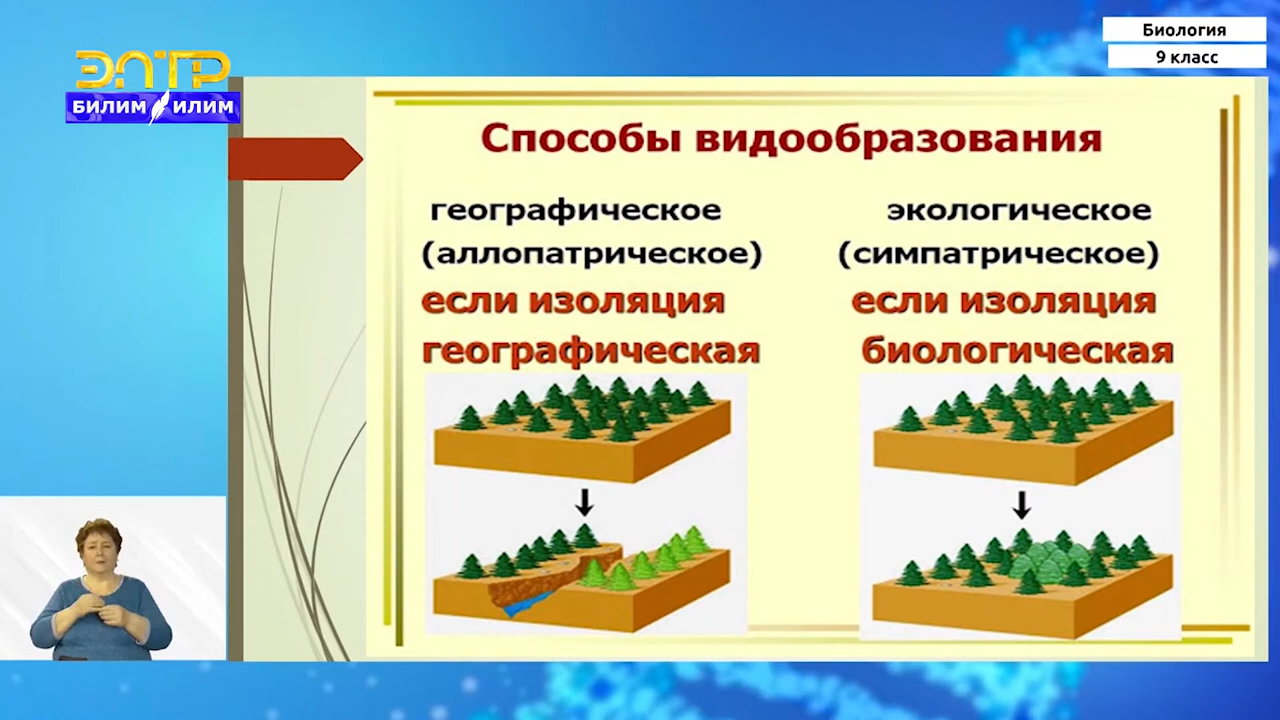 Биология
9 класс
ЭЛТР
БИЛИМ ИЛИМ
Способы видообразования
географическое
(аллопатрическое)
если изоляция
географическая
экологическое
(симпатрическое)
если изоляция
биологическая